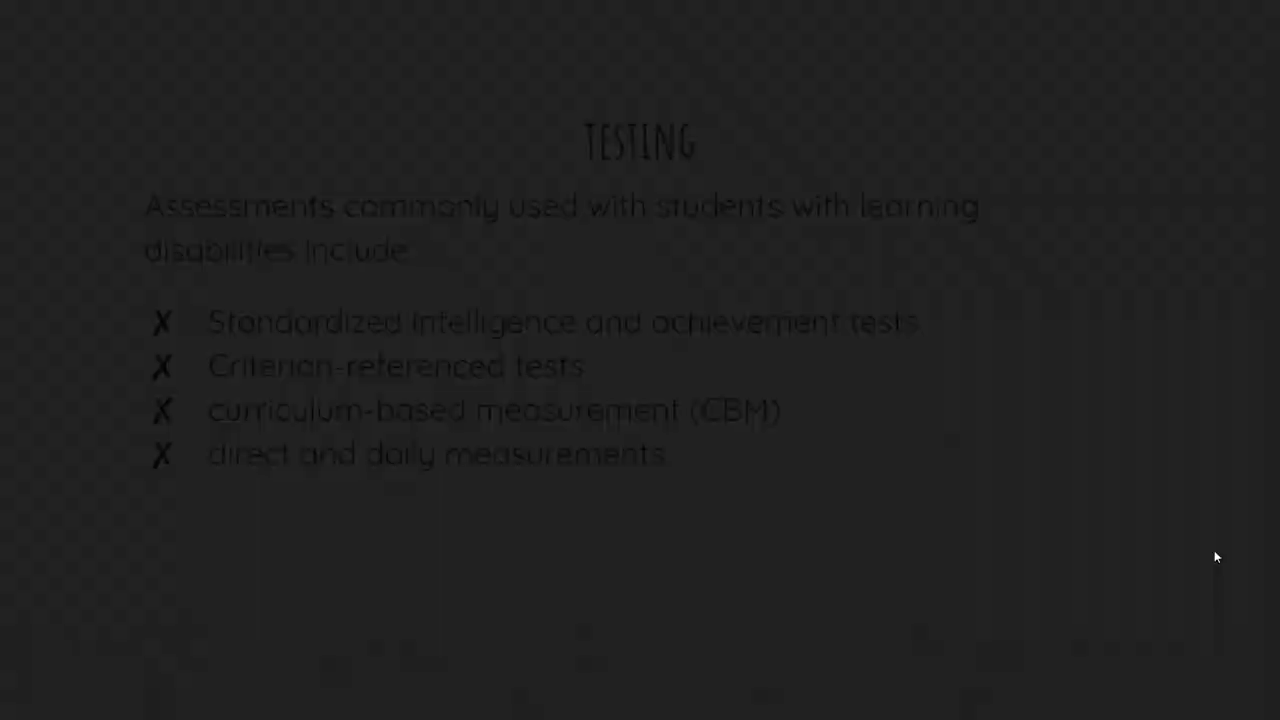 TESTING
Assessments commonly used with students with learning
disabilities include
✗ Standardized intelligence and achievement tests
✗ Criterion-referenced tests
✗ curriculum-based measurement (CBM)
✗ direct and daily measurements